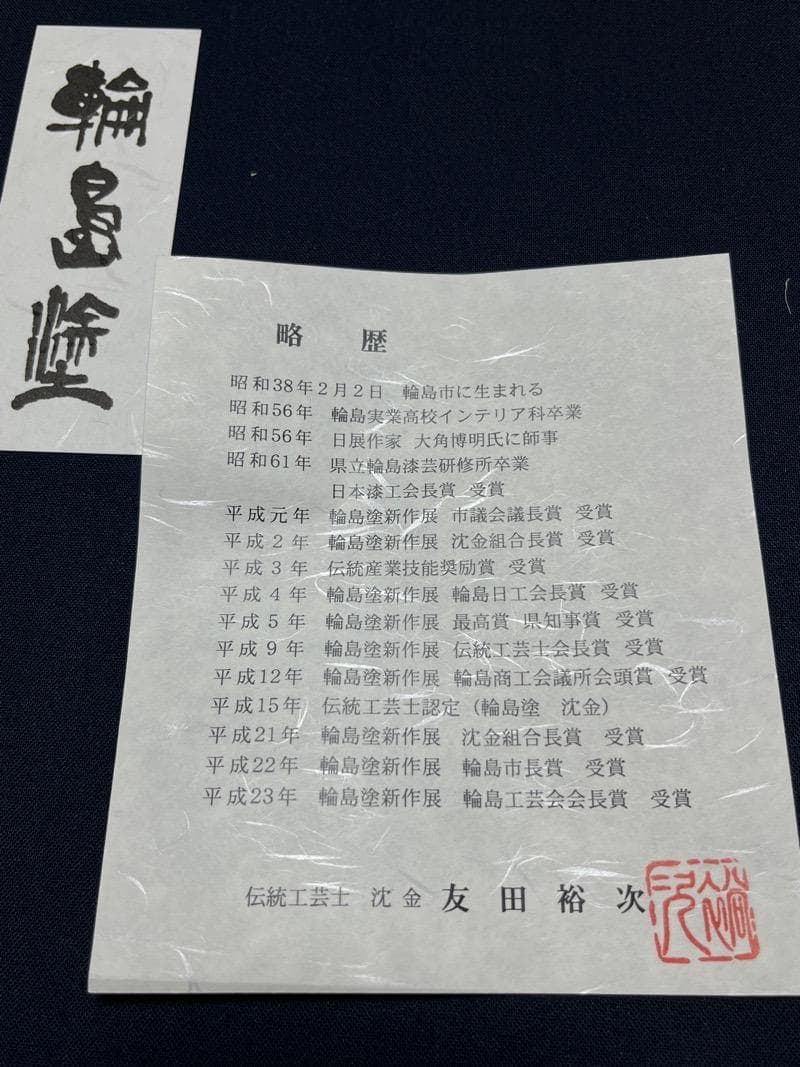 輪島塗
略 歴
昭和38年2月2日 輪島市に生まれる
昭和56年 輪島実業高校インテリア科卒業
昭和56年 日展作家 大角博明氏に師事
昭和61年 県立輪島漆芸研修所卒業
日本漆工会長賞 受賞
平成元年 輪島塗新作展 市議会議長賞 受賞
平成2年 輪島塗新作展 沈金組合長賞 受賞
平成3年 伝統産業技能奨励賞 受賞
平成4年 輪島塗新作展 輪島日工会長賞 受賞
平成5年 輪島塗新作展 最高賞 県知事賞 受賞
平成9年 輪島塗新作展 伝統工芸士会長賞 受賞
平成12年 輪島塗新作展 輪島商工会議所会頭賞 受賞
平成15年 伝統工芸士認定（輪島塗 沈金）
平成21年 輪島塗新作展 沈金組合長賞 受賞
平成22年 輪島塗新作展 輪島市長賞 受賞
平成23年 輪島塗新作展 輪島工芸会会長賞 受賞
伝統工芸士 沈金 友田裕次